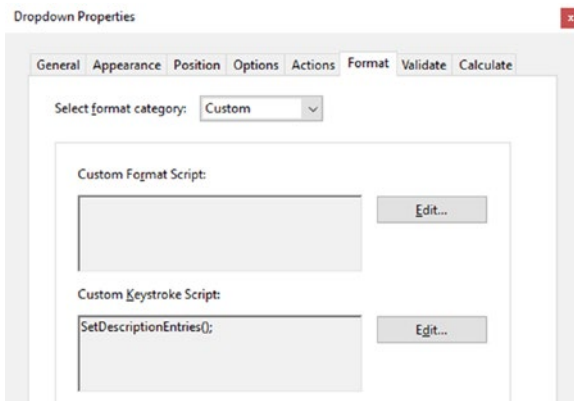 Dropdown Properties
x
General Appearance Position Options Actions Format Validate Calculate
Select format category: Custom
Custom Format Script:
Edit...
Custom Keystroke Script:
SetDescriptionEntries();
Edit...